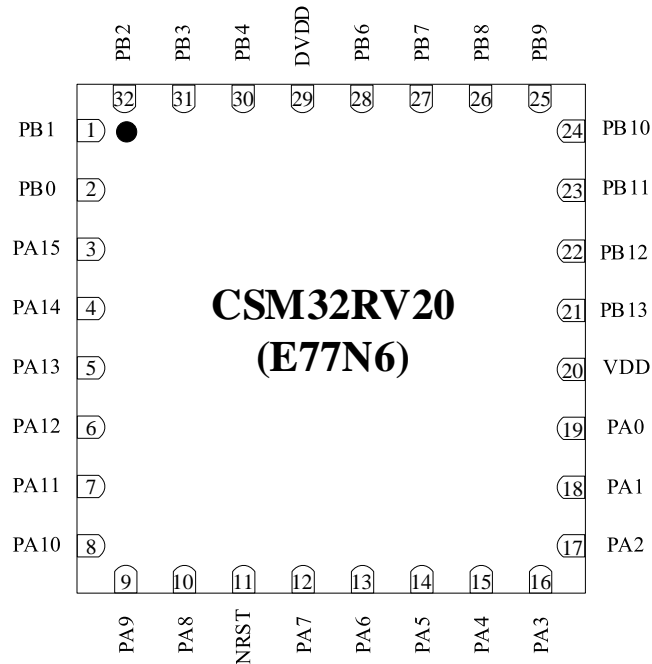 PB2 PB3 PB4 DVDD PB6 PB7 PB8 PB9
32 31 30 29 28 27 26 25
PB1 1 24 PB10
PB0 2 23 PB11
PA15 3 22 PB12
PA14 4 21 PB13
CSM32RV20
(E77N6)
PA13 5 20 VDD
PA12 6 19 PA0
PA11 7 18 PA1
PA10 8 17 PA2
9 10 11 12 13 14 15 16
PA9 PA8 NRST PA7 PA6 PA5 PA4 PA3